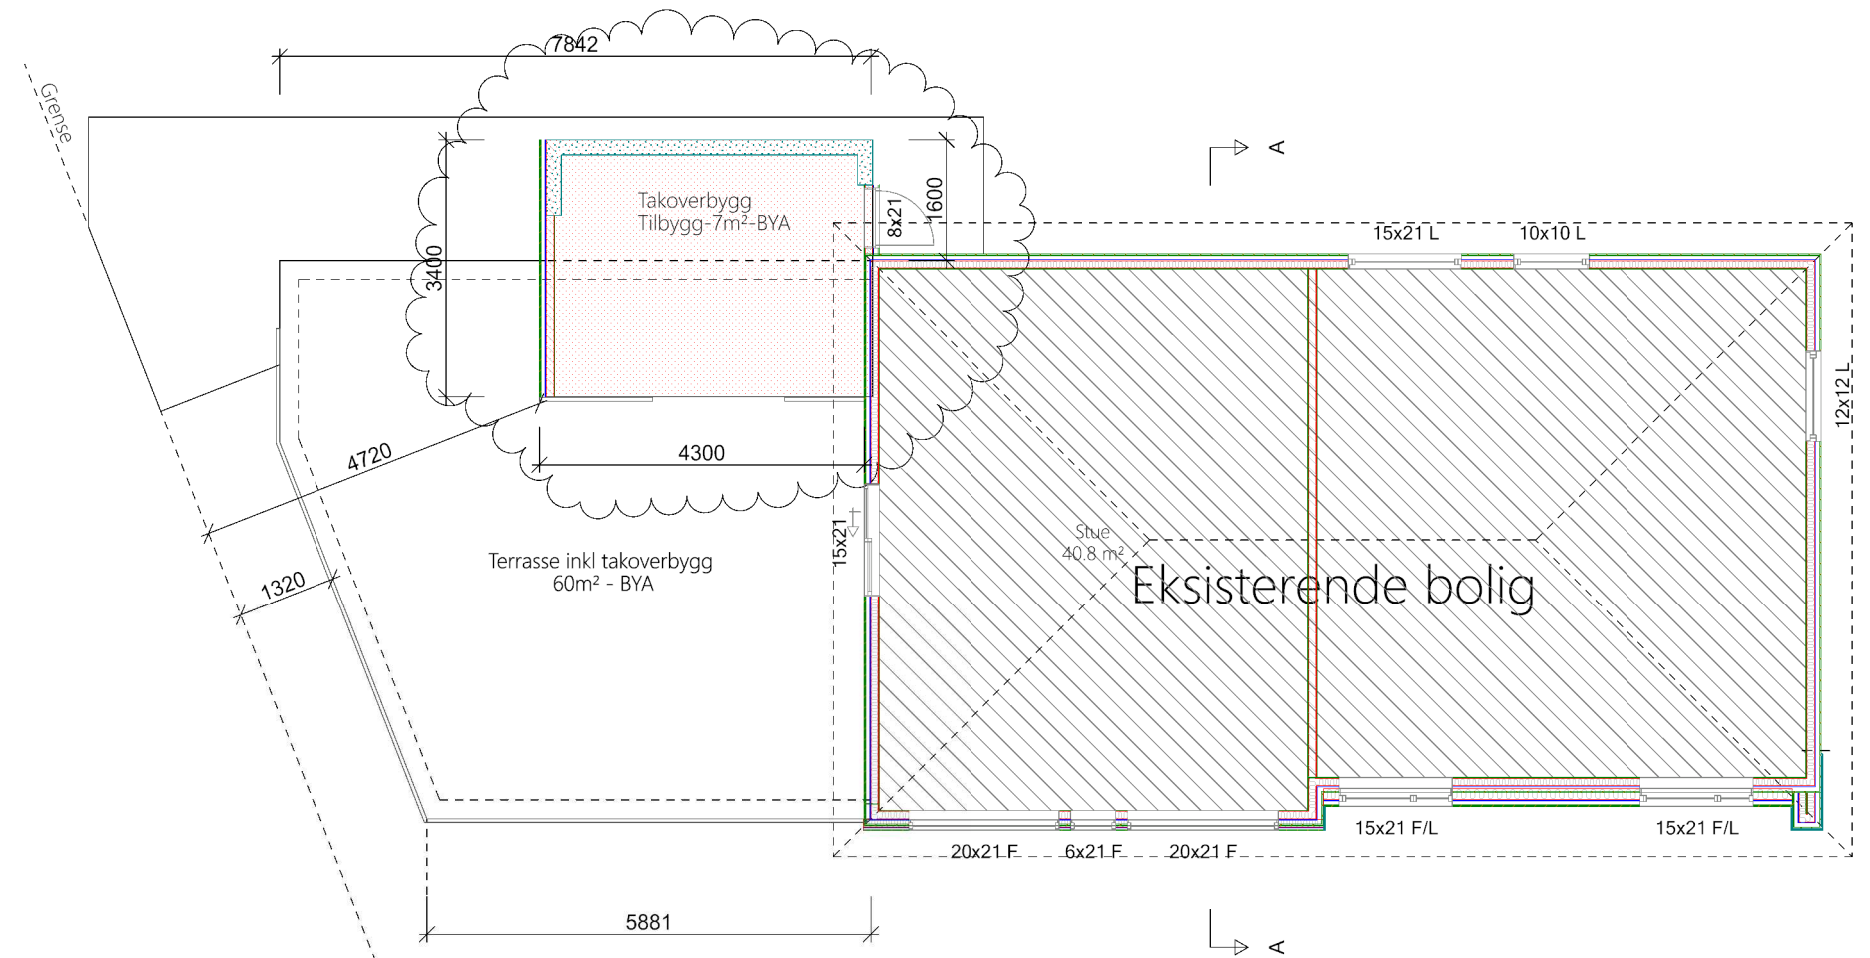 7842
Grense
A
Takoverbygg
Tilbygg-7m²-BYA
8x21
1600
15x21 L
10x10 L
3400
12x12 L
4300
4720
15x21
Stue
40.8 m²
Terrasse inkl takoverbygg
60m² - BYA
Eksisterende bolig
1320
15x21 F/L
15x21 F/L
20x21 F
6x21 F
20x21 F
5881
A